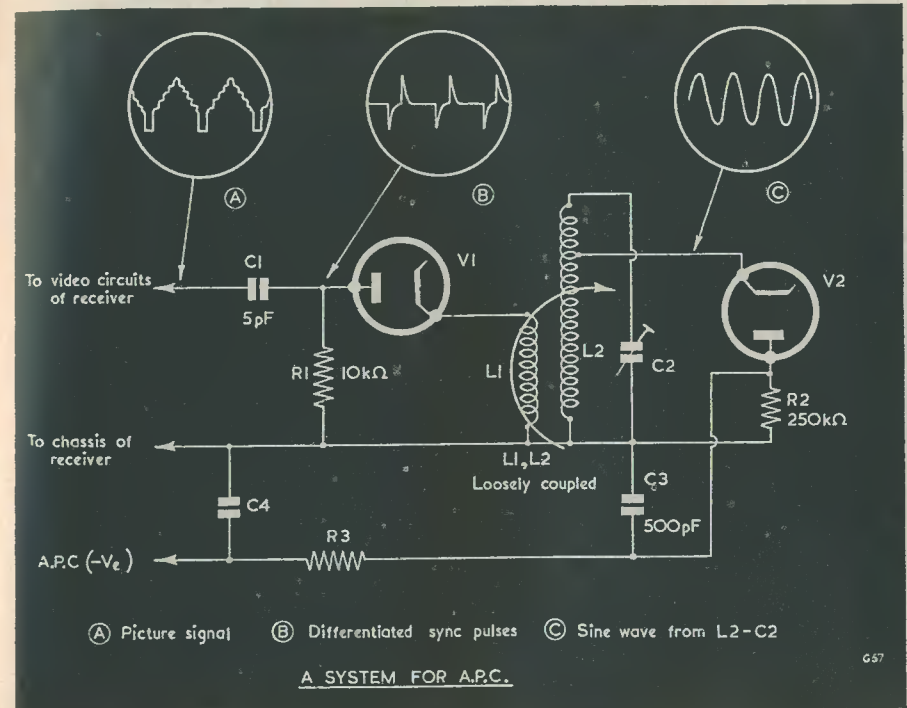 A
B
C
To video circuits
of receiver
C1
5pF
V1
V2
R1
10kΩ
L1
L2
C2
R2
250kΩ
To chassis of
receiver
L1,L2
Loosely coupled
C4
C3
500pF
R3
A.P.C (-Ve)
A Picture signal B Differentiated sync pulses C Sine wave from L2-C2
G57
A SYSTEM FOR A.P.C.